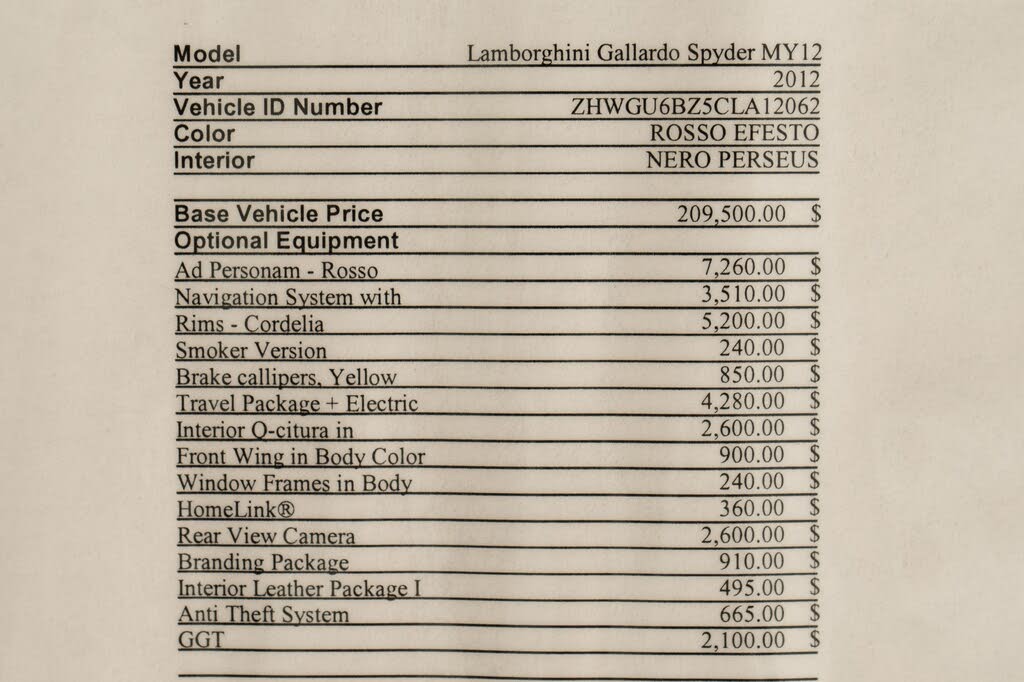 Model Lamborghini Gallardo Spyder MY12
Year 2012
Vehicle ID Number ZHWGU6BZ5CLA12062
Color ROSSO EFESTO
Interior NERO PERSEUS
Base Vehicle Price 209,500.00 $
Optional Equipment
Ad Personam - Rosso 7,260.00 $
Navigation System with 3,510.00 $
Rims - Cordelia 5,200.00 $
Smoker Version 240.00 $
Brake callipers, Yellow 850.00 $
Travel Package + Electric 4,280.00 $
Interior Q-citura in 2,600.00 $
Front Wing in Body Color 900.00 $
Window Frames in Body 240.00 $
HomeLink® 360.00 $
Rear View Camera 2,600.00 $
Branding Package 910.00 $
Interior Leather Package I 495.00 $
Anti Theft System 665.00 $
GGT 2,100.00 $